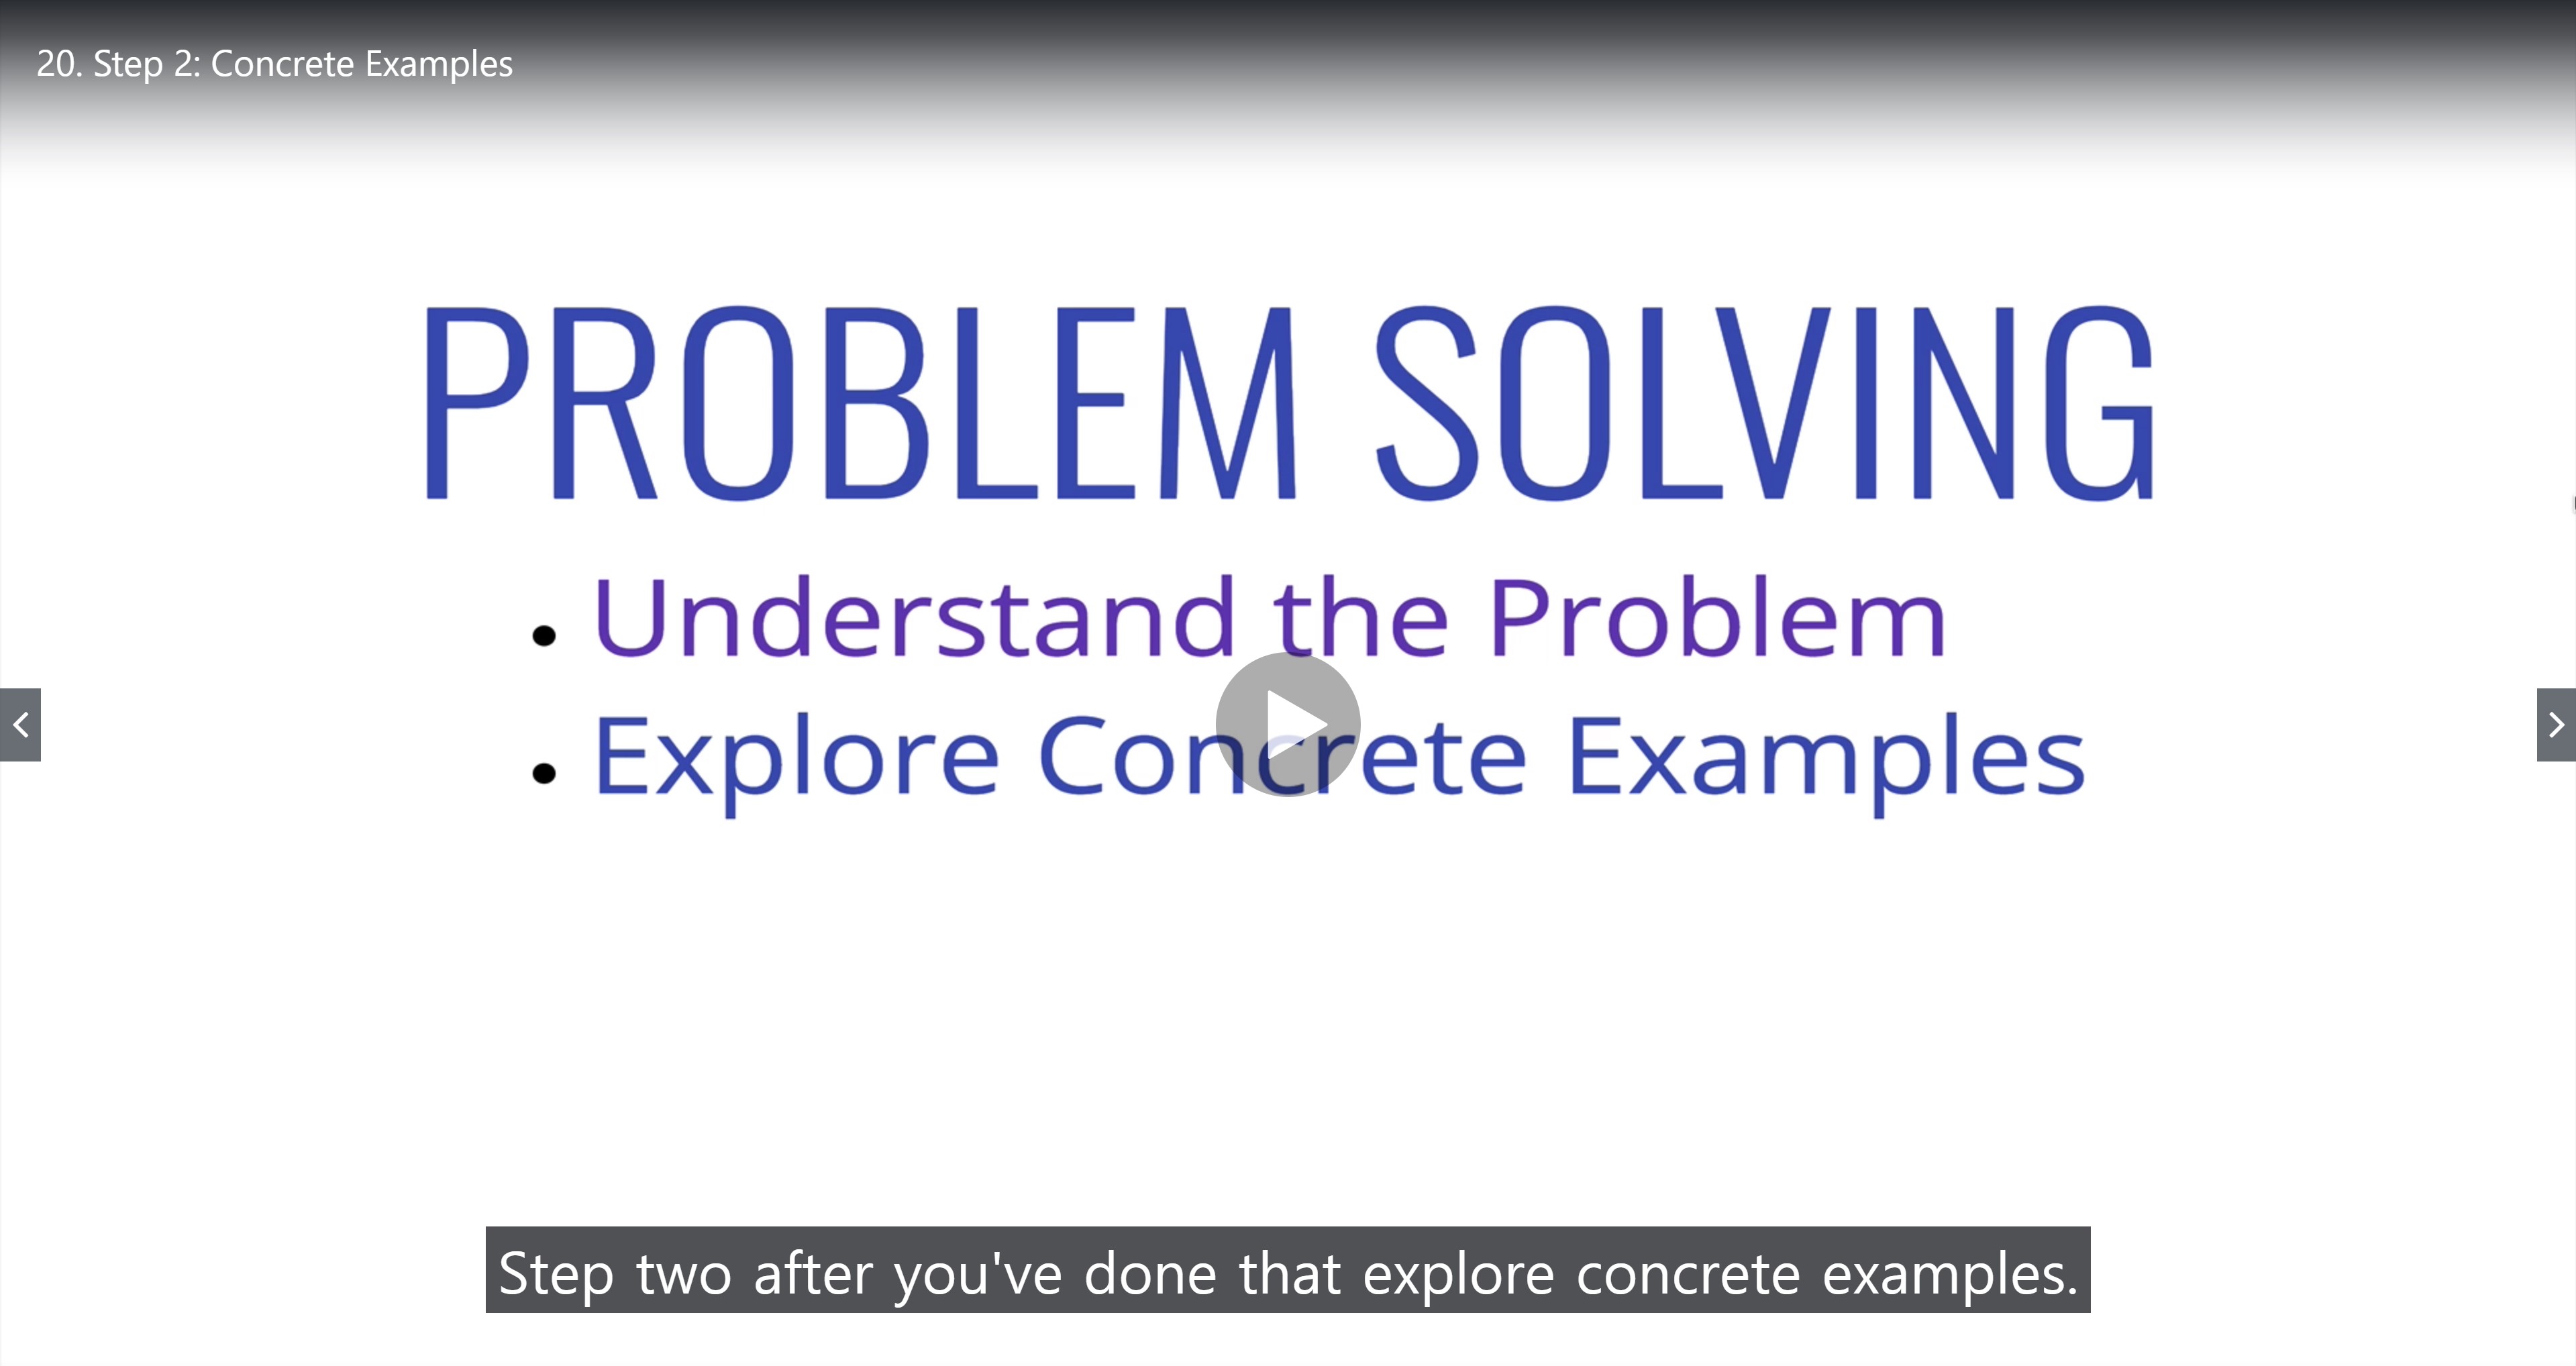 20. Step 2: Concrete Examples
PROBLEM SOLVING
• Understand the Problem
• Explore Concrete Examples
Step two after you've done that explore concrete examples.